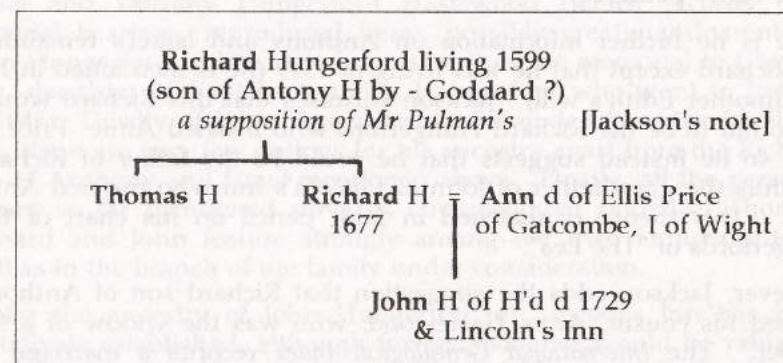 Richard Hungerford living 1599
(son of Antony H by - Goddard ?)
a supposition of Mr Pulman's [Jackson's note]
Thomas H Richard H Ann d of Ellis Price
1677 of Gatcombe, I of Wight
John H of H'd f 1729
& Lincoln's Inn